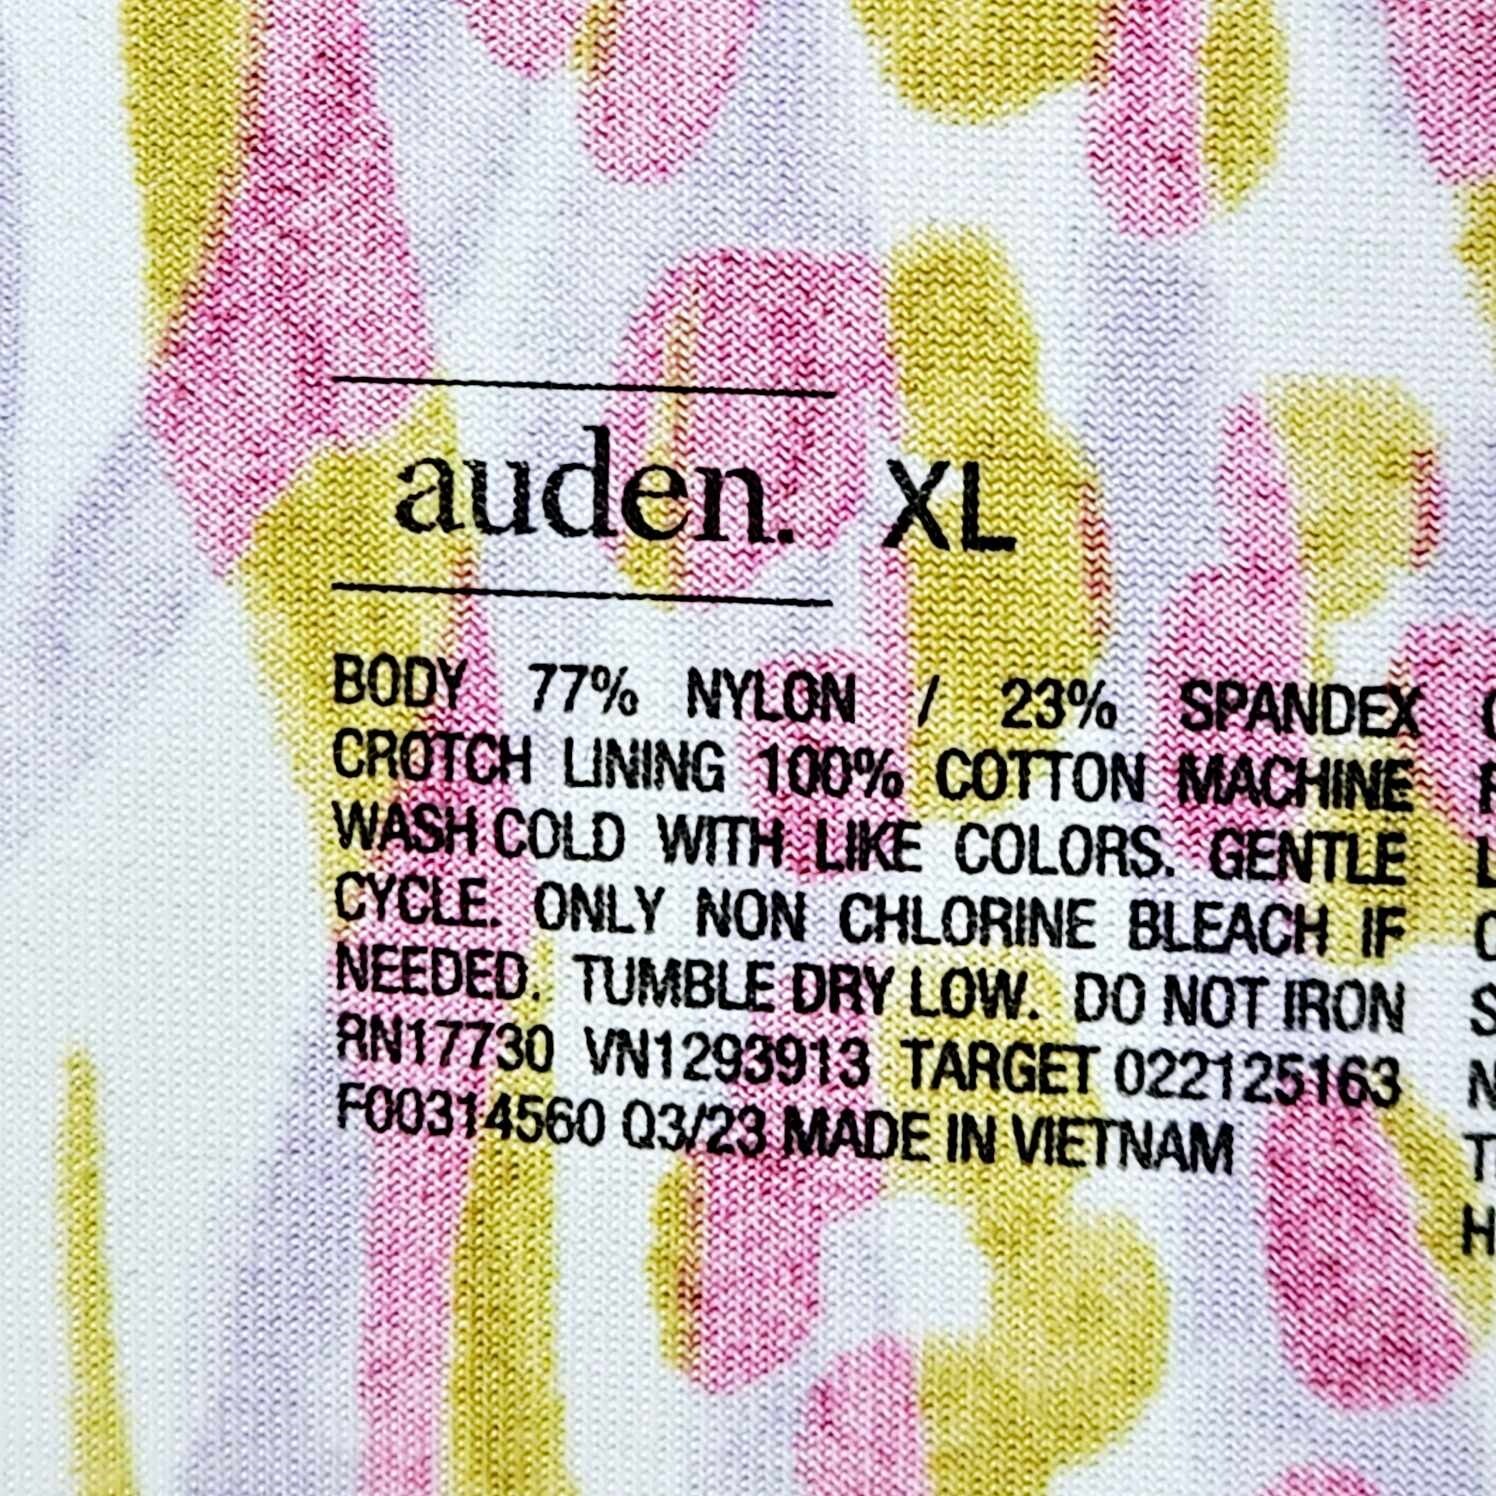 auden. XL
BODY 77% NYLON / 23% SPANDEX
CROTCH LINING 100% COTTON MACHINE
WASH COLD WITH LIKE COLORS. GENTLE
CYCLE. ONLY NON CHLORINE BLEACH IF
NEEDED. TUMBLE DRY LOW. DO NOT IRON
RN17730 VN1293913 TARGET 022125163
F00314560 Q3/23 MADE IN VIETNAM